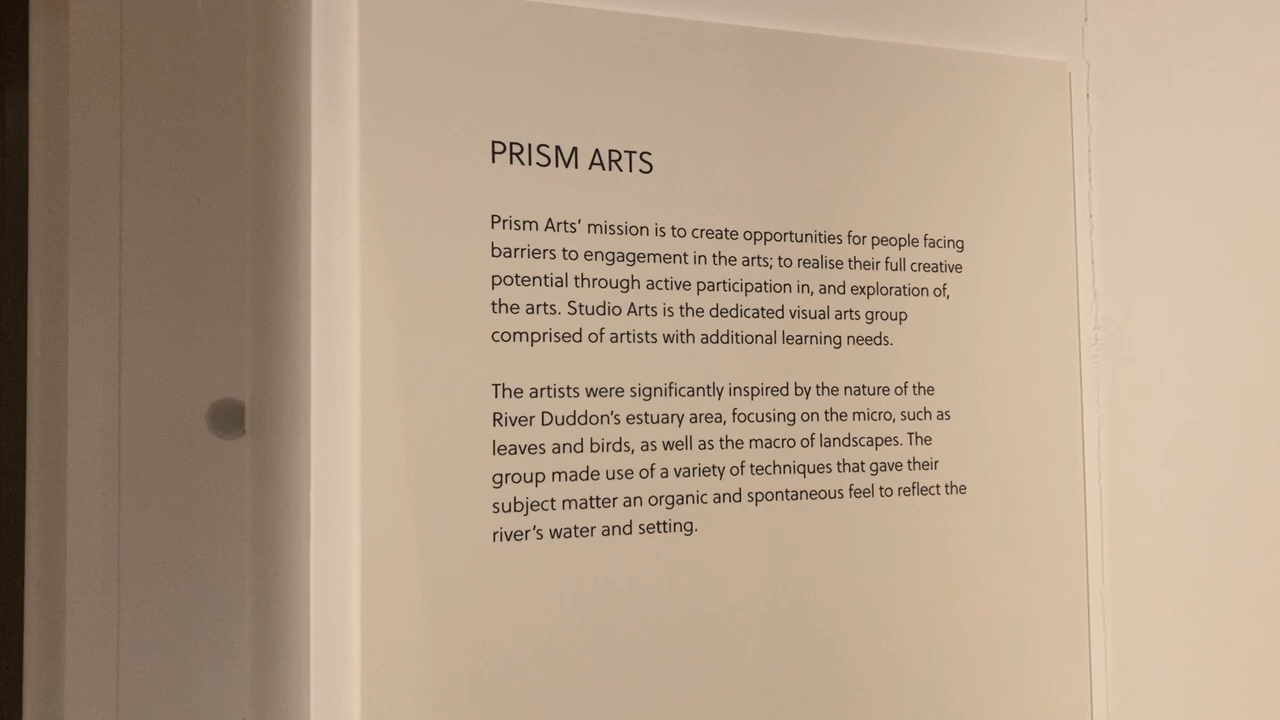 PRISM ARTS
Prism Arts’ mission is to create opportunities for people facing
barriers to engagement in the arts; to realise their full creative
potential through active participation in, and exploration of,
the arts. Studio Arts is the dedicated visual arts group
comprised of artists with additional learning needs.
The artists were significantly inspired by the nature of the
River Duddon’s estuary area, focusing on the micro, such as
leaves and birds, as well as the macro of landscapes. The
group made use of a variety of techniques that gave their
subject matter an organic and spontaneous feel to reflect the
river’s water and setting.